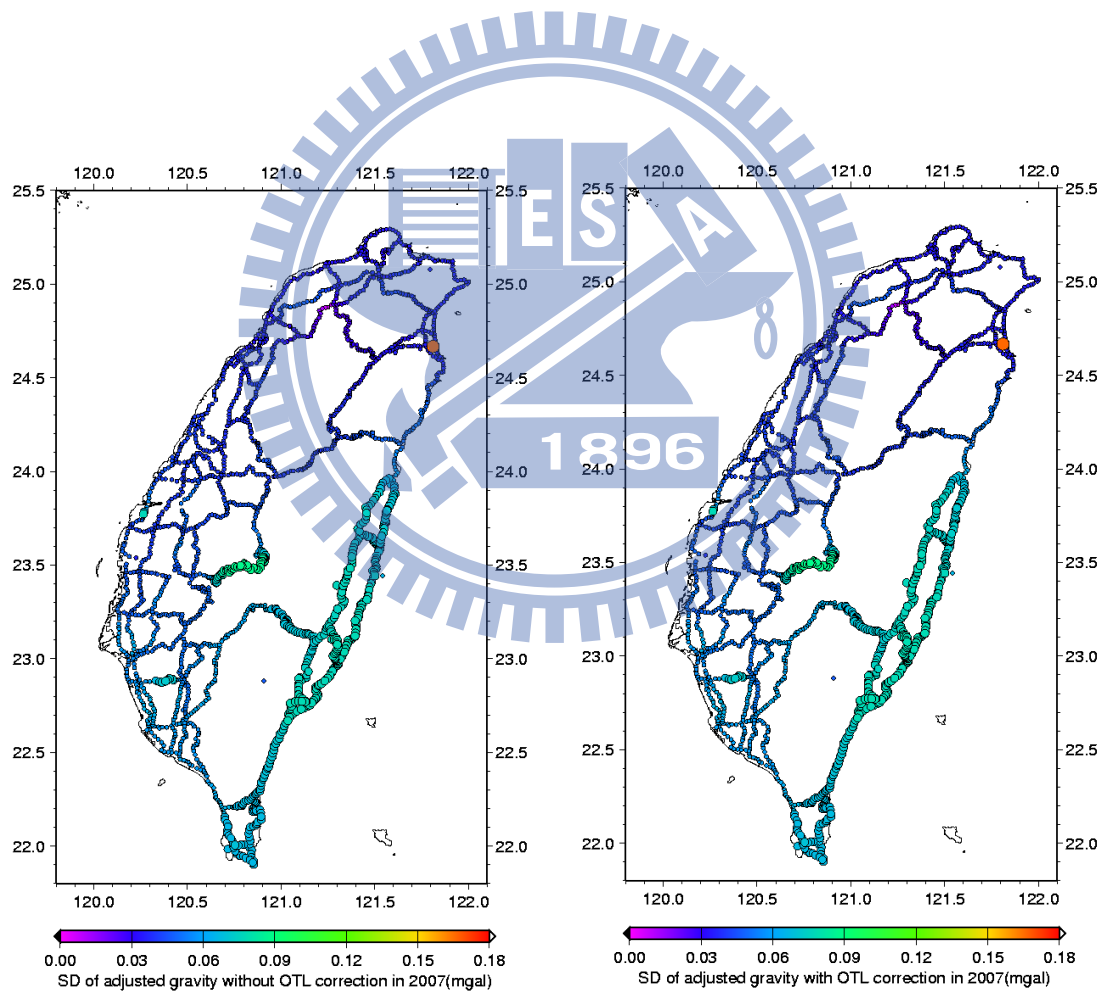 E S A
1896
120.0 120.5 121.0 121.5 122.0
25.5 25.5
25.0 25.0
24.5 24.5
24.0 24.0
23.5 23.5
23.0 23.0
22.5 22.5
22.0 22.0
120.0 120.5 121.0 121.5 122.0
0.00 0.03 0.06 0.09 0.12 0.15 0.18
SD of adjusted gravity without OTL correction in 2007(mgal)
120.0 120.5 121.0 121.5 122.0
25.5 25.5
25.0 25.0
24.5 24.5
24.0 24.0
23.5 23.5
23.0 23.0
22.5 22.5
22.0 22.0
120.0 120.5 121.0 121.5 122.0
0.00 0.03 0.06 0.09 0.12 0.15 0.18
SD of adjusted gravity with OTL correction in 2007(mgal)